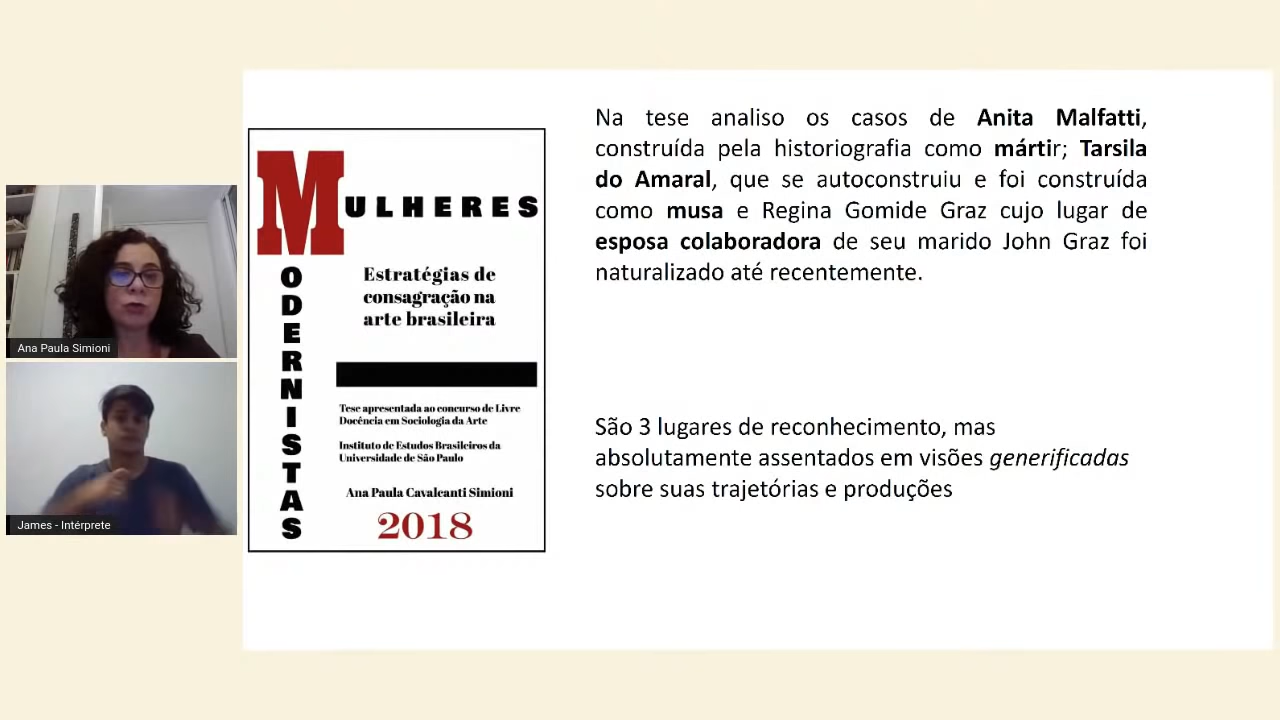 MULHERES
MODERNISTAS
Estratégias de
consagração na
arte brasileira
Tese apresentada ao concurso de Livre
Docência em Sociologia da Arte
Instituto de Estudos Brasileiros da
Universidade de São Paulo
Ana Paula Cavalcanti Simioni
2018
Na tese analiso os casos de Anita Malfatti,
construída pela historiografia como mártir; Tarsila
do Amaral, que se autoconstruiu e foi construída
como musa e Regina Gomide Graz cujo lugar de
esposa colaboradora de seu marido John Graz foi
naturalizado até recentemente.
São 3 lugares de reconhecimento, mas
absolutamente assentados em visões generificadas
sobre suas trajetórias e produções
Ana Paula Simioni
James - Intérprete